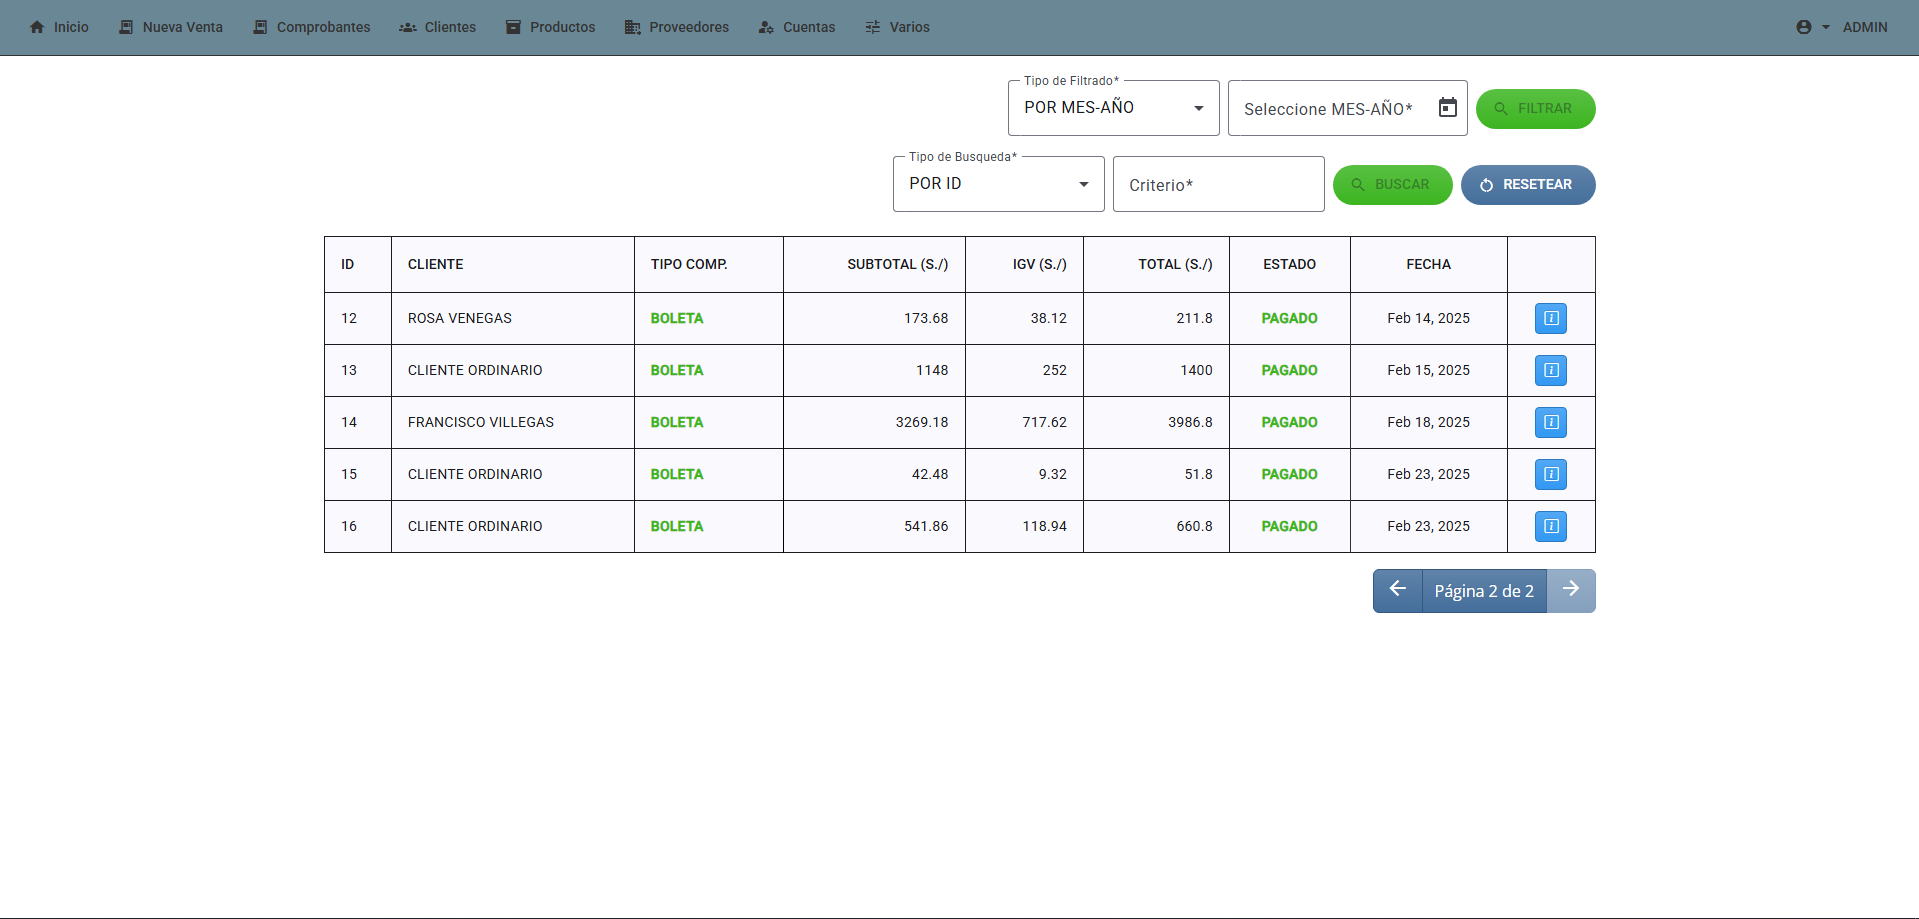 Inicio Nueva Venta Comprobantes Clientes Productos Proveedores Cuentas Varios ADMIN
Tipo de Filtrado*
POR MES-AÑO Seleccione MES-AÑO* FILTRAR
Tipo de Busqueda*
POR ID Criterio* BUSCAR RESETEAR
ID CLIENTE TIPO COMP. SUBTOTAL (S./) IGV (S./) TOTAL (S./) ESTADO FECHA
12 ROSA VENEGAS BOLETA 173.68 38.12 211.8 PAGADO Feb 14, 2025
13 CLIENTE ORDINARIO BOLETA 1148 252 1400 PAGADO Feb 15, 2025
14 FRANCISCO VILLEGAS BOLETA 3269.18 717.62 3986.8 PAGADO Feb 18, 2025
15 CLIENTE ORDINARIO BOLETA 42.48 9.32 51.8 PAGADO Feb 23, 2025
16 CLIENTE ORDINARIO BOLETA 541.86 118.94 660.8 PAGADO Feb 23, 2025
Página 2 de 2